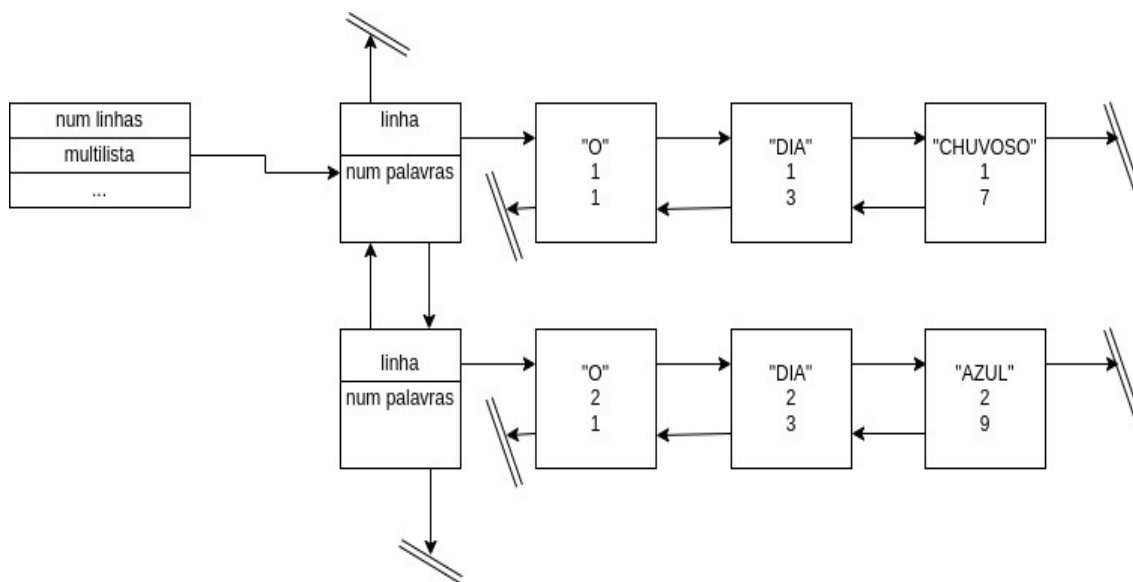 num linhas
multilista
...
linha
num palavras
"O"
1
1
"DIA"
1
3
"CHUVOSO"
1
7
linha
num palavras
"O"
2
1
"DIA"
2
3
"AZUL"
2
9